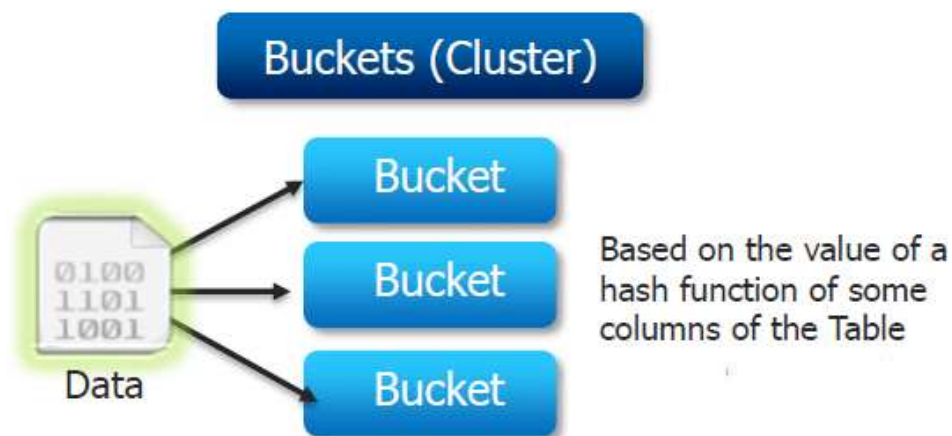 Buckets (Cluster)
Bucket
0100
1101
1001
Data
Bucket
Bucket
Based on the value of a
hash function of some
columns of the Table